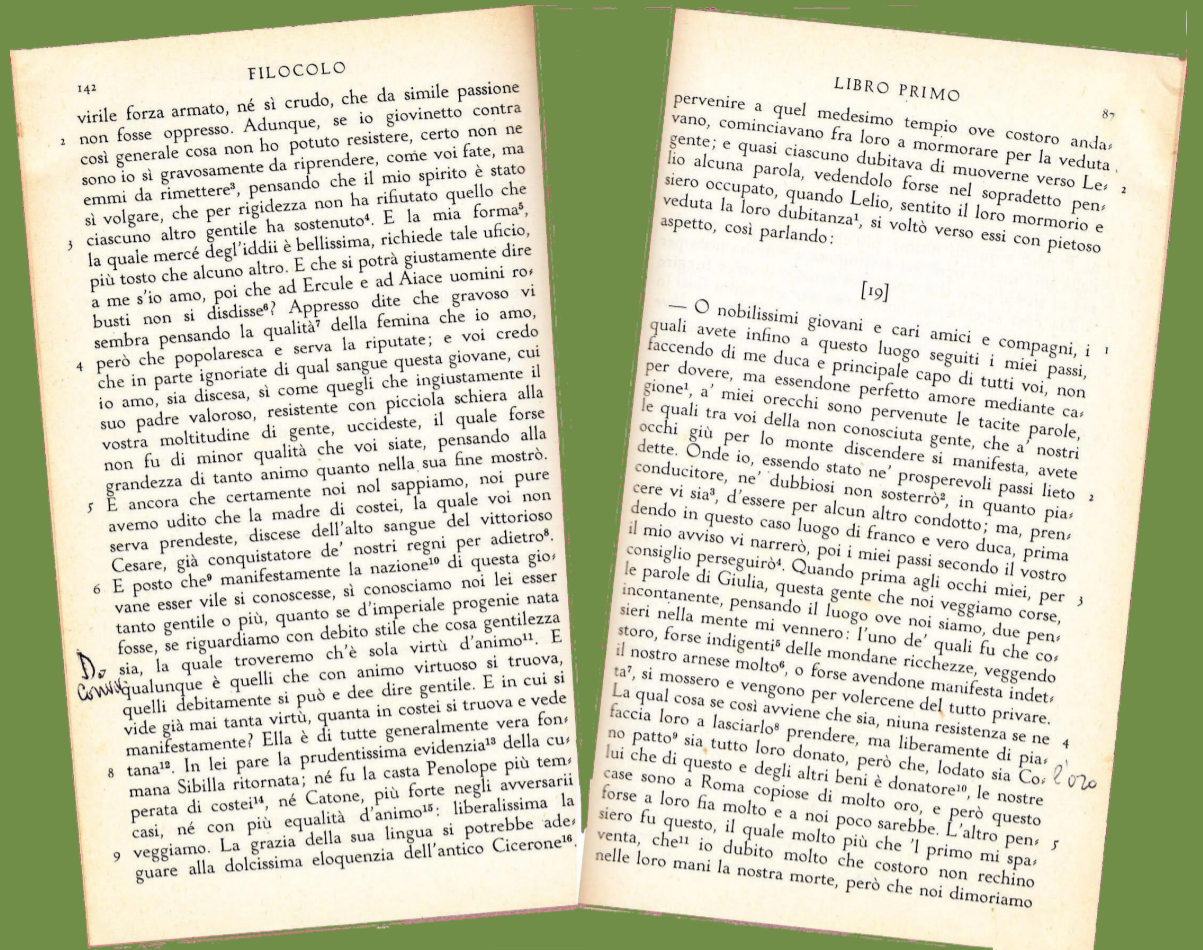 142
FILOCOLO
virile forza armato, né sì crudo, che da simile passione
2 non fosse oppresso. Adunque, se io giovinetto contra
così generale cosa non ho potuto resistere, certo non ne
sono io sì gravosamente da riprendere, come voi fate, ma
emmi da rimettere³, pensando che il mio spirito è stato
sì volgare, che per rigidezza non ha rifiutato quello che
3 ciascuno altro gentile ha sostenuto⁴. E la mia forma⁵,
la quale mercé degl'iddii è bellissima, richiede tale uficio,
più tosto che alcuno altro. E che si potrà giustamente dire
a me s'io amo, poi che ad Ercule e ad Aiace uomini ro-
busti non si disdisse⁶? Appresso dite che gravoso vi
sembra pensando la qualità⁷ della femina che io amo,
4 però che popolaresca e serva la riputate; e voi credo
che in parte ignoriate di qual sangue questa giovane, cui
io amo, sia discesa, sì come quegli che ingiustamente il
suo padre valoroso, resistente con picciola schiera alla
vostra moltitudine di gente, uccideste, il quale forse
non fu di minor qualità che voi siate, pensando alla
grandezza di tanto animo quanto nella sua fine mostrò.
5 E ancora che certamente noi nol sappiamo, noi pure
avemo udito che la madre di costei, la quale voi non
serva prendeste, discese dell'alto sangue del vittorioso
Cesare, già conquistatore de' nostri regni per adietro⁸.
6 E posto che⁹ manifestamente la nazione¹⁰ di questa gio-
vane esser vile si conoscesse, sì conosciamo noi lei esser
tanto gentile o più, quanto se d'imperiale progenie nata
fosse, se riguardiamo con debito stile che cosa gentilezza
sia, la quale troveremo ch'è sola virtù d'animo¹¹. E
qualunque è quelli che con animo virtuoso si truova,
quelli debitamente si può e dee dire gentile. E in cui si
vide già mai tanta virtù, quanta in costei si truova e vede
manifestamente? Ella è di tutte generalmente vera fon-
8 tana¹². In lei pare la prudentissima evidenzia¹³ della cu-
mana Sibilla ritornata; né fu la casta Penolope più tem-
perata di costei¹⁴, né Catone, più forte negli avversarii
casi, né con più equalità d'animo¹⁵: liberalissima la
9 veggiamo. La grazia della sua lingua si potrebbe ade-
guare alla dolcissima eloquenzia dell'antico Cicerone¹⁶.
LIBRO PRIMO
87
pervenire a quel medesimo tempio ove costoro anda-
vano, cominciavano fra loro a mormorare per la veduta
gente; e quasi ciascuno dubitava di muoverne verso Le- 2
lio alcuna parola, vedendolo forse nel sopradetto pen-
siero occupato, quando Lelio, sentito il loro mormorio e
veduta la loro dubitanza¹, si voltò verso essi con pietoso
aspetto, così parlando:
[19]
— O nobilissimi giovani e cari amici e compagni, i 1
quali avete infino a questo luogo seguiti i miei passi,
faccendo di me duca e principale capo di tutti voi, non
per dovere, ma essendone perfetto amore mediante ca-
gione¹, a' miei orecchi sono pervenute le tacite parole,
le quali tra voi della non conosciuta gente, che a' nostri
occhi giù per lo monte discendere si manifesta, avete
dette. Onde io, essendo stato ne' prosperevoli passi lieto 2
conducitore, ne' dubbiosi non sosterrò², in quanto pia-
cere vi sia³, d'essere per alcun altro condotto; ma, pren-
dendo in questo caso luogo di franco e vero duca, prima
il mio avviso vi narrerò, poi i miei passi secondo il vostro
consiglio perseguirò⁴. Quando prima agli occhi miei, per 3
le parole di Giulia, questa gente che noi veggiamo corse,
incontanente, pensando il luogo ove noi siamo, due pen-
sieri nella mente mi vennero: l'uno de' quali fu che co-
storo, forse indigenti⁵ delle mondane ricchezze, veggendo
il nostro arnese molto⁶, o forse avendone manifesta indet-
ta⁷, si mossero e vengono per volercene del tutto privare.
La qual cosa se così avviene che sia, niuna resistenza se ne 4
faccia loro a lasciarlo⁸ prendere, ma liberamente di pia-
no patto⁹ sia tutto loro donato, però che, lodato sia Co-
loro
lui che di questo e degli altri beni è donatore¹⁰, le nostre
case sono a Roma copiose di molto oro, e però questo
forse a loro fia molto e a noi poco sarebbe. L'altro pen- 5
siero fu questo, il quale molto più che 'l primo mi spa-
venta, che¹¹ io dubito molto che costoro non rechino
nelle loro mani la nostra morte, però che noi dimoriamo